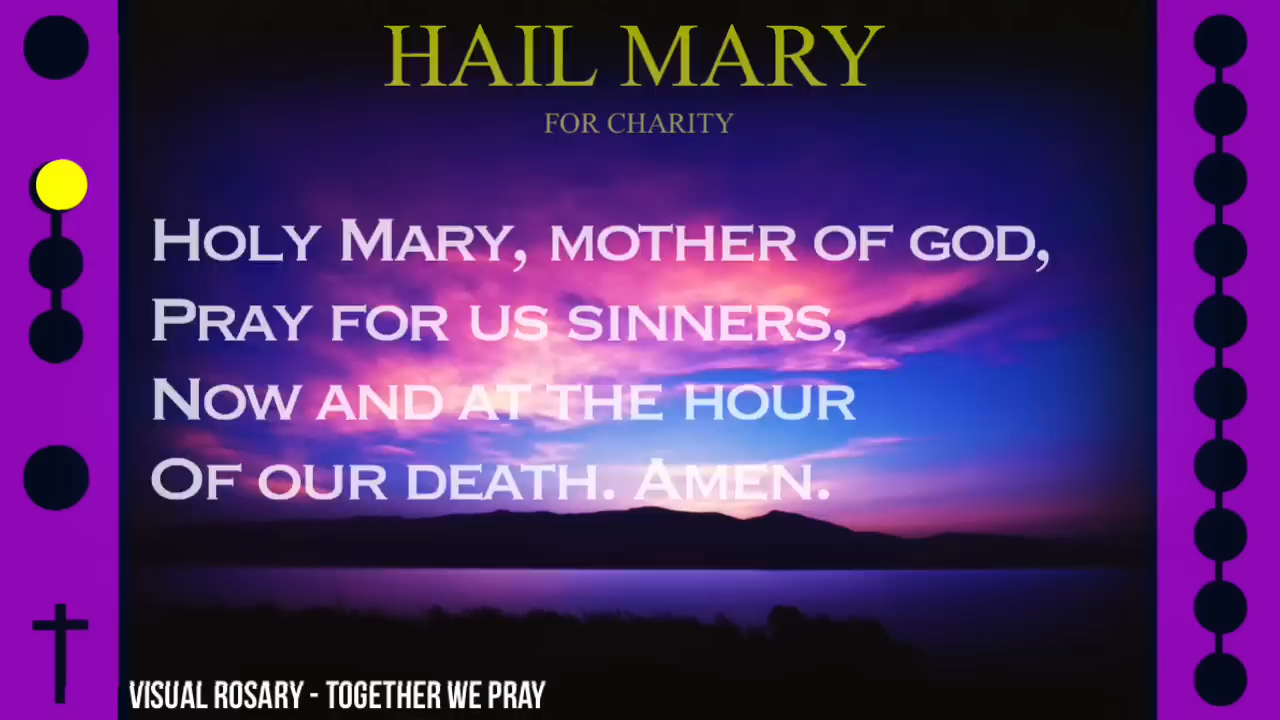 HAIL MARY
FOR CHARITY
HOLY MARY, MOTHER OF GOD,
PRAY FOR US SINNERS,
NOW AND AT THE HOUR
OF OUR DEATH. AMEN.
VISUAL ROSARY - TOGETHER WE PRAY